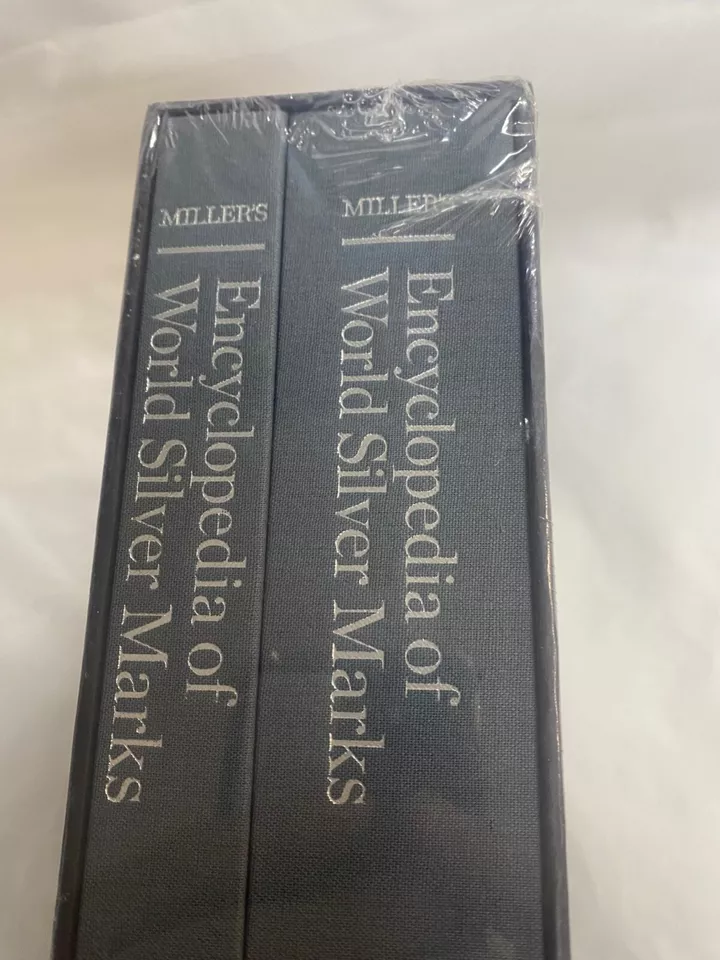 MILLER'S
Encyclopedia of
World Silver Marks
MILLER'S
Encyclopedia of
World Silver Marks